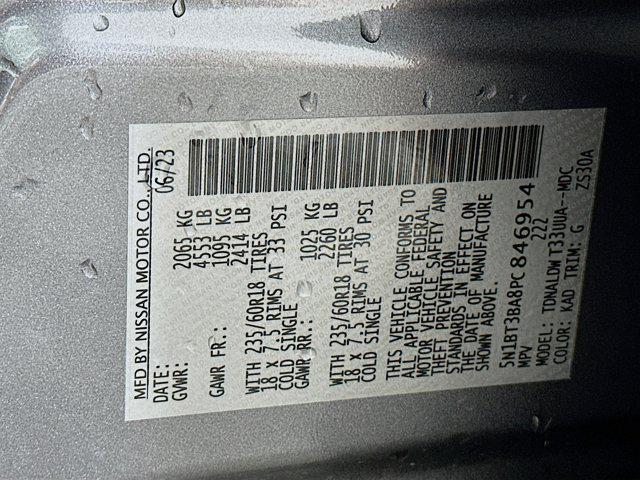 MFD BY NISSAN MOTOR CO., LTD.
DATE: 06/23
GVWR: 2065 KG
4553 LB
GAWR FR.: 1095 KG
2414 LB
WITH 235/60R18 TIRES
18 x 7.5 RIMS AT 33 PSI
COLD SINGLE
GAWR RR.: 1025 KG
2260 LB
WITH 235/60R18 TIRES
18 x 7.5 RIMS AT 30 PSI
COLD SINGLE
THIS VEHICLE CONFORMS TO
ALL APPLICABLE FEDERAL
MOTOR VEHICLE SAFETY AND
THEFT PREVENTION
STANDARDS IN EFFECT ON
THE DATE OF MANUFACTURE
SHOWN ABOVE.
5N1BT3BA8PC846954
MPV 222
MODEL: TDNALDW T33UUA--MDC
COLOR: KAD TRIM: G ZS30A